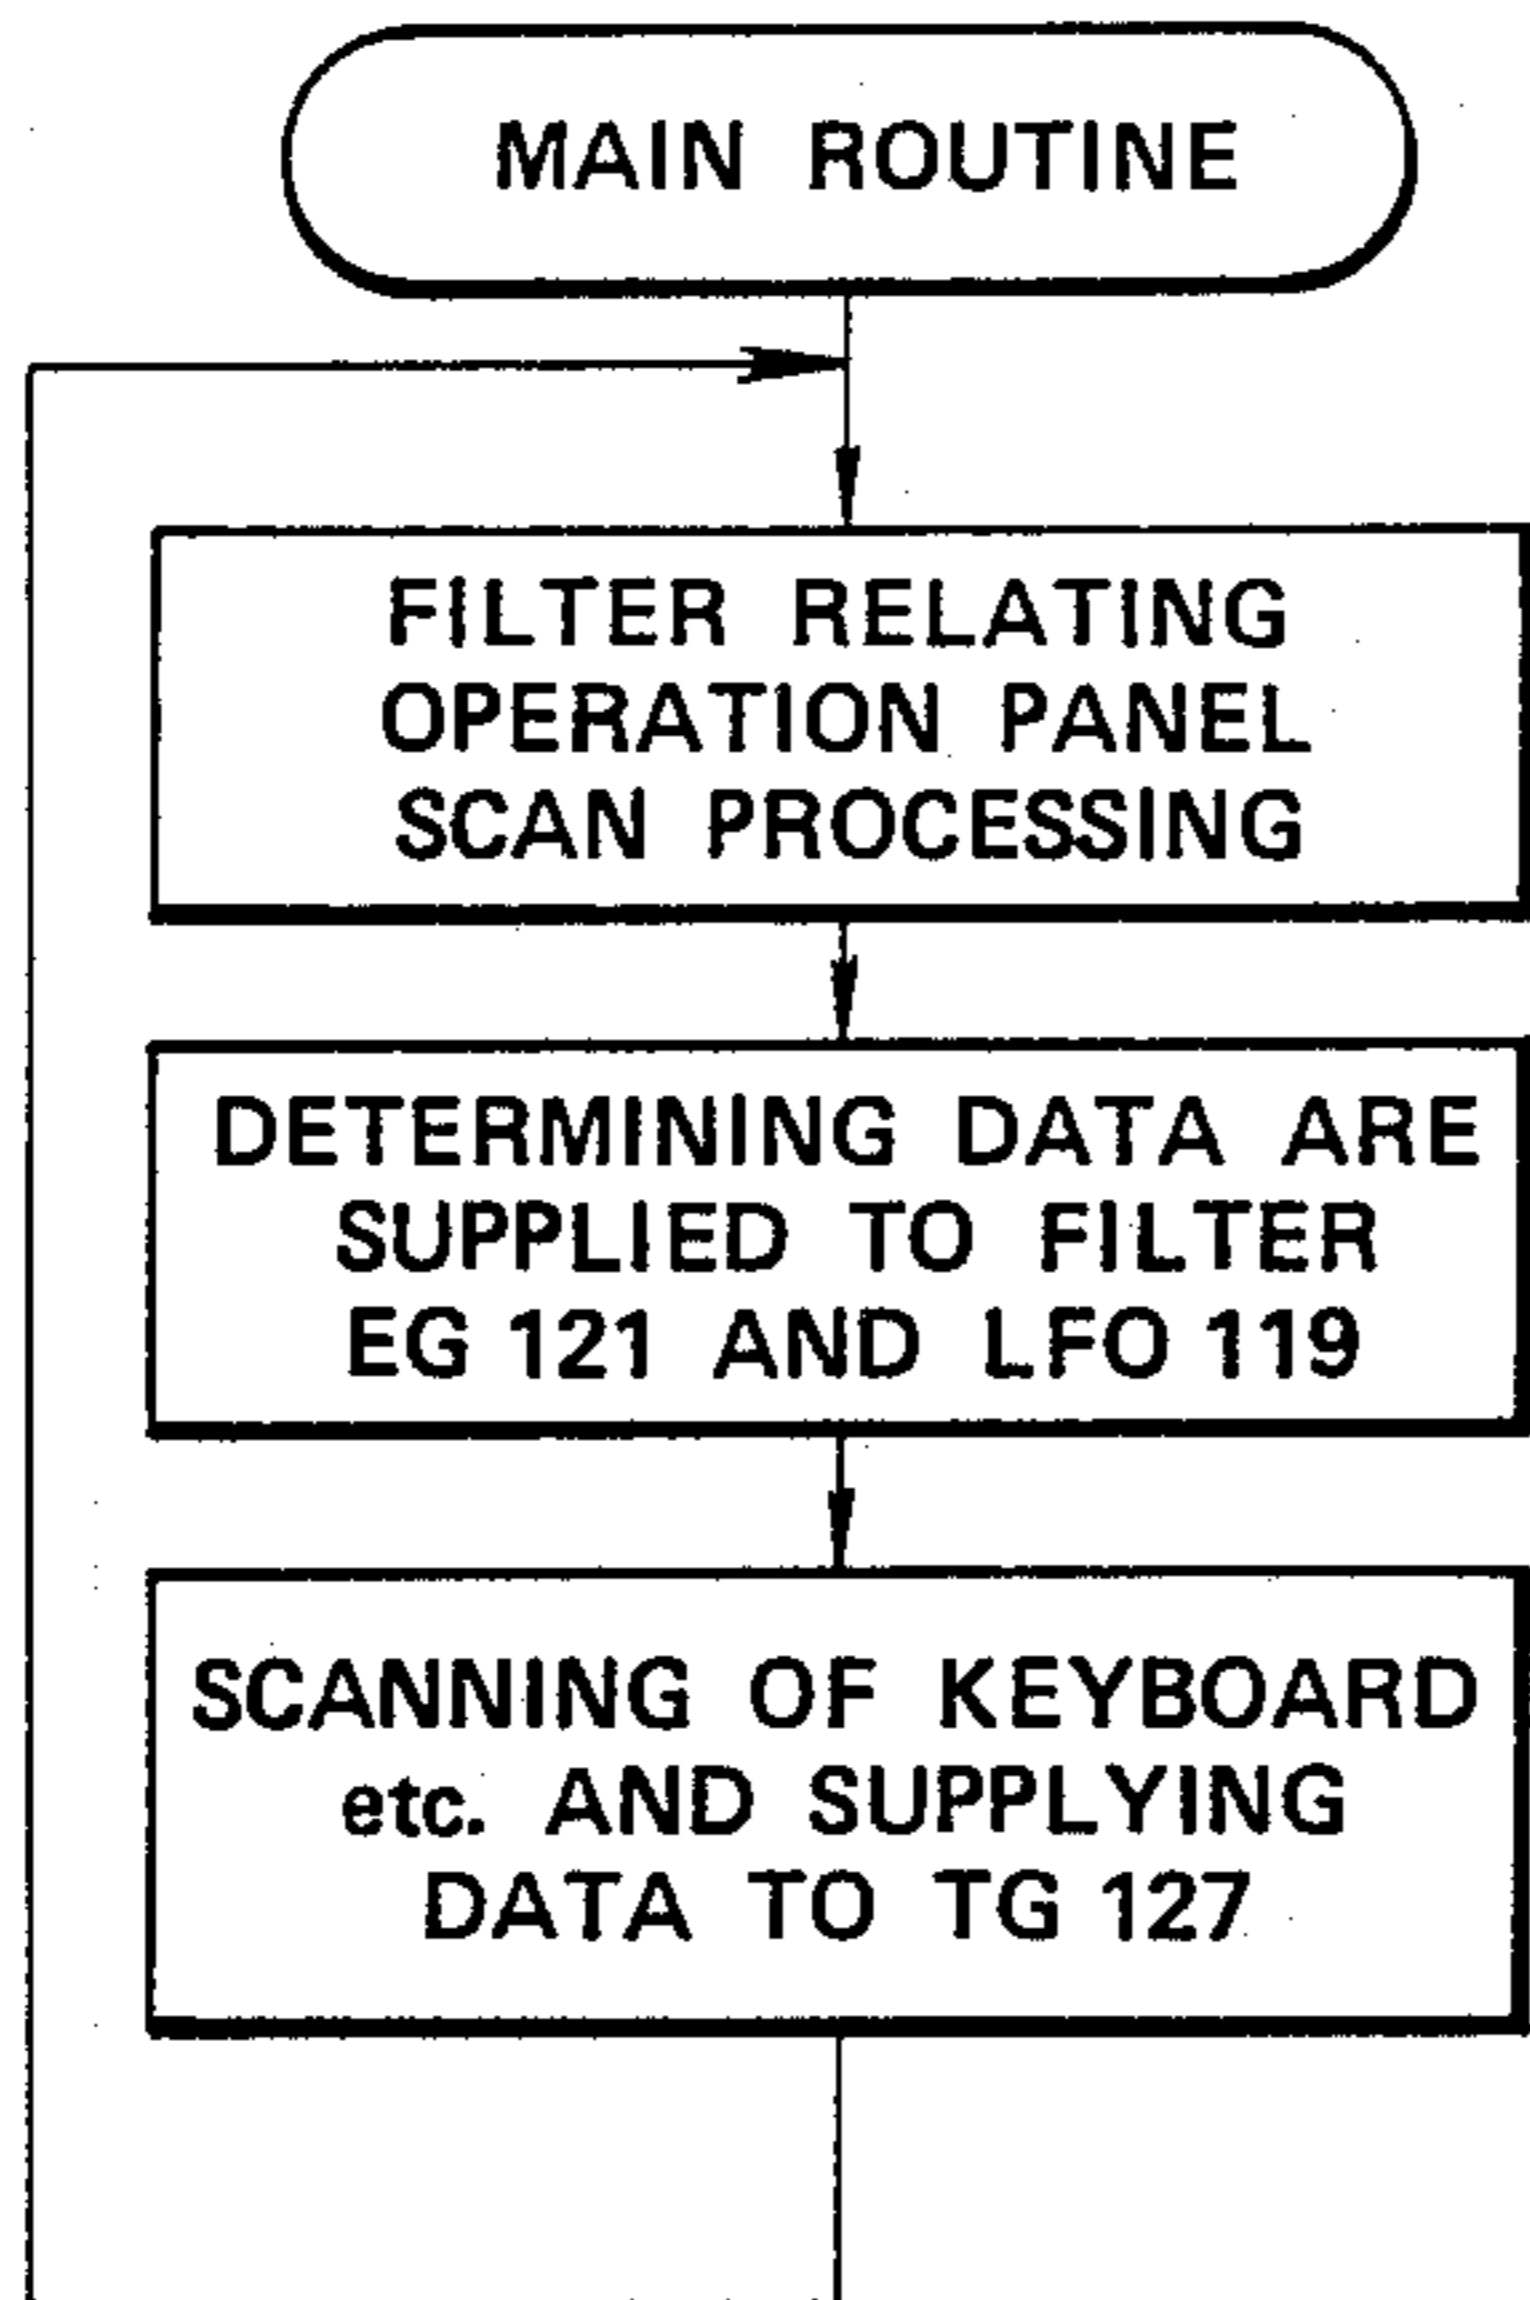 MAIN ROUTINE
FILTER RELATING
OPERATION PANEL
SCAN PROCESSING
DETERMINING DATA ARE
SUPPLIED TO FILTER
EG 121 AND LFO 119
SCANNING OF KEYBOARD
etc. AND SUPPLYING
DATA TO TG 127